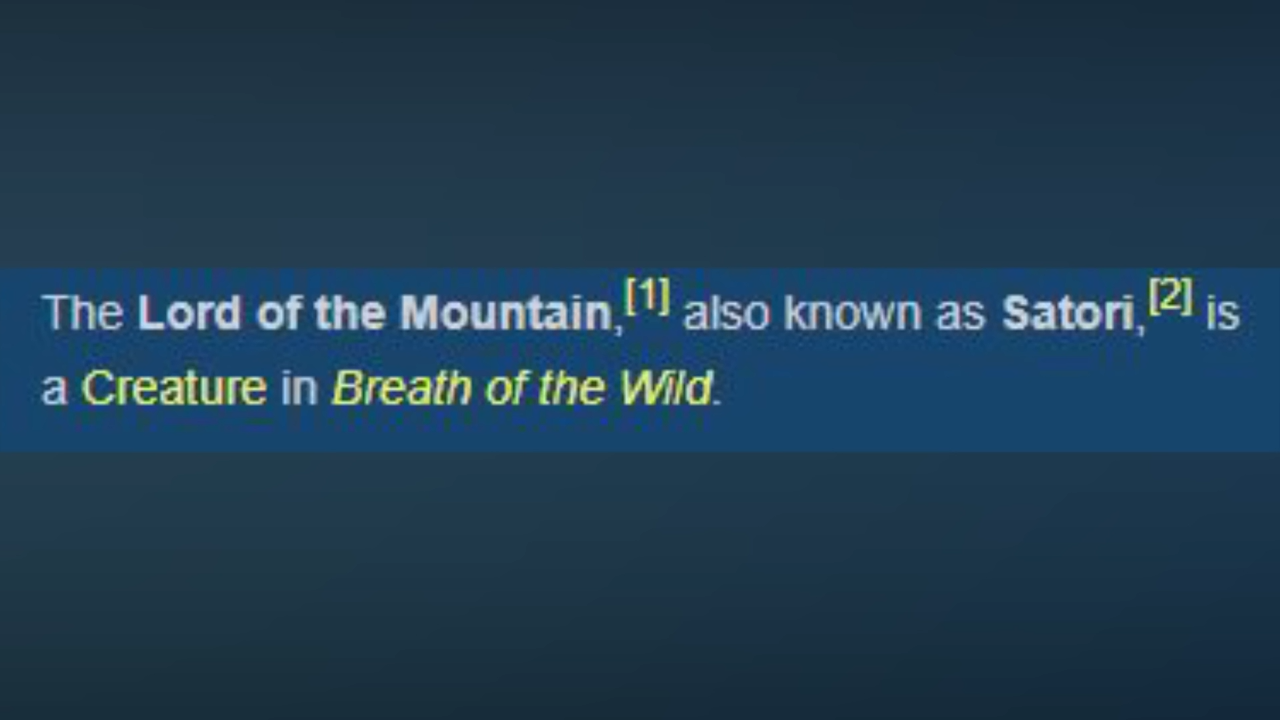 The Lord of the Mountain,[1] also known as Satori,[2] is
a Creature in Breath of the Wild.